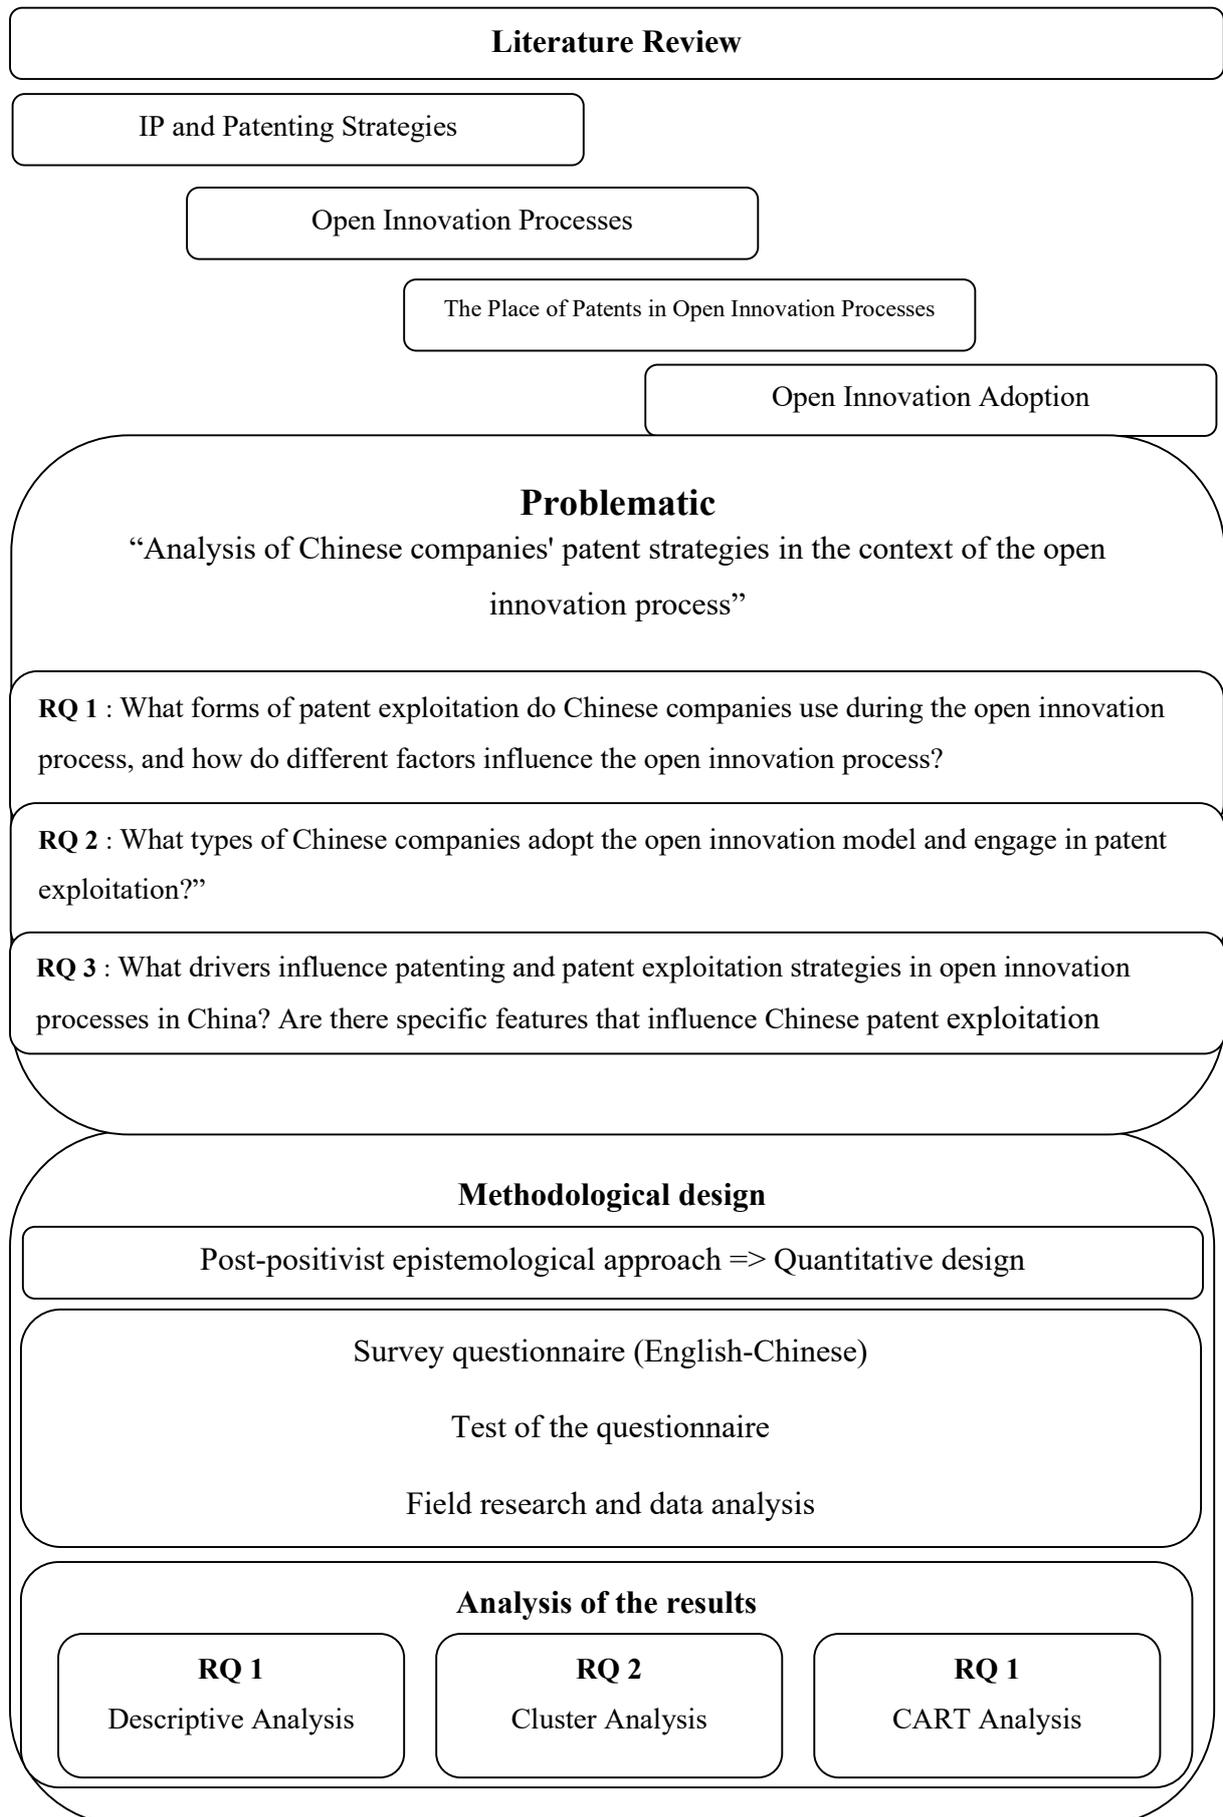 Literature Review
IP and Patenting Strategies
Open Innovation Processes
The Place of Patents in Open Innovation Processes
Open Innovation Adoption
Problematic
“Analysis of Chinese companies' patent strategies in the context of the open
innovation process”
RQ 1 : What forms of patent exploitation do Chinese companies use during the open innovation
process, and how do different factors influence the open innovation process?
RQ 2 : What types of Chinese companies adopt the open innovation model and engage in patent
exploitation?”
RQ 3 : What drivers influence patenting and patent exploitation strategies in open innovation
processes in China? Are there specific features that influence Chinese patent exploitation
Methodological design
Post-positivist epistemological approach => Quantitative design
Survey questionnaire (English-Chinese)
Test of the questionnaire
Field research and data analysis
Analysis of the results
RQ 1
Descriptive Analysis
RQ 2
Cluster Analysis
RQ 1
CART Analysis